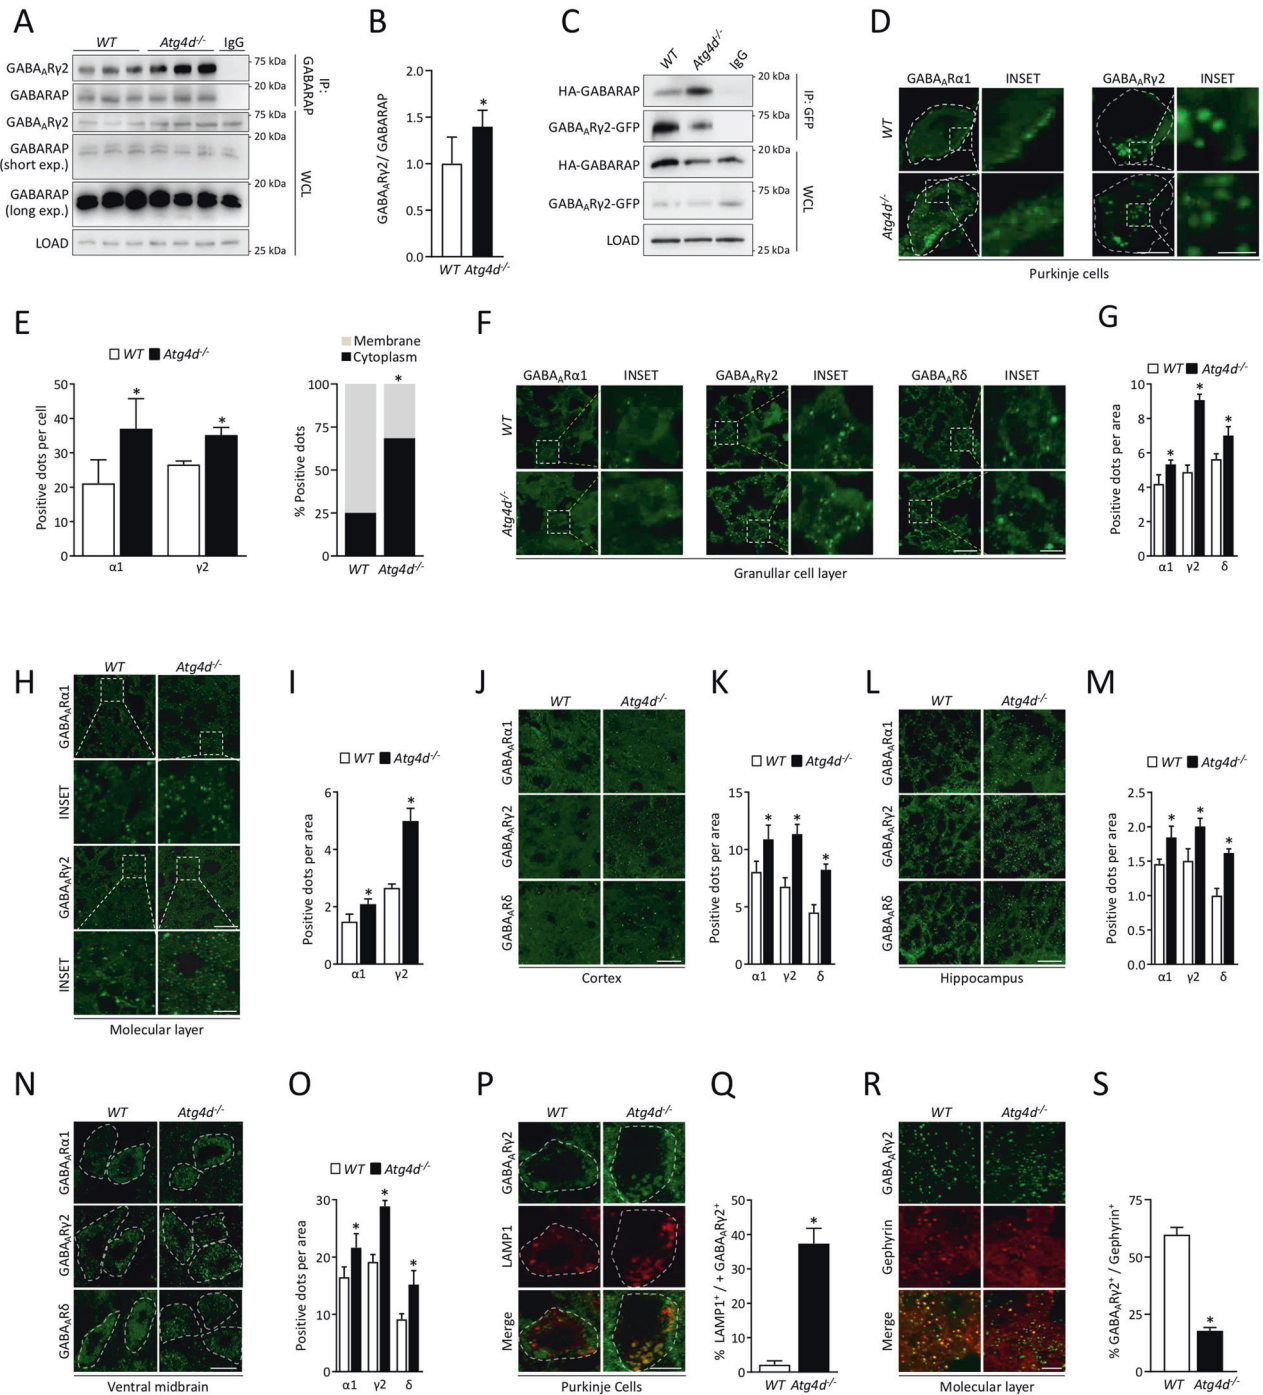 A
WT Atg4d-/- IgG
GABAARγ2
75 kDa
GABARAP
20 kDa
IP:
GABARAP
GABAARγ2
75 kDa
20 kDa
GABARAP
(short exp.)
20 kDa
GABARAP
(long exp.)
LOAD
25 kDa
WCL
B
GABAARγ2/ GABARAP
2.0
1.5
1.0
0.5
0.0
*
WT Atg4d-/-
C
WT Atg4d-/- IgG
HA-GABARAP
20 kDa
GABAARγ2-GFP
75 kDa
IP: GFP
HA-GABARAP
20 kDa
GABAARγ2-GFP
75 kDa
LOAD
25 kDa
WCL
D
GABAARα1 INSET GABAARγ2 INSET
WT
Atg4d-/-
Purkinje cells
E
WT Atg4d-/-
Positive dots per cell
50
40
30
20
10
0
* *
α1 γ2
Membrane
Cytoplasm
% Positive dots
100
75
50
25
0
*
WT Atg4d-/-
F
GABAARα1 INSET GABAARγ2 INSET GABAARδ INSET
WT
Atg4d-/-
Granullar cell layer
G
WT Atg4d-/-
Positive dots per area
10
8
6
4
2
0
* * *
α1 γ2 δ
H
WT Atg4d-/-
GABAARα1
INSET
GABAARγ2
INSET
Molecular layer
I
WT Atg4d-/-
Positive dots per area
6
4
2
0
* *
α1 γ2
J
WT Atg4d-/-
GABAARα1
GABAARγ2
GABAARδ
Cortex
K
WT Atg4d-/-
Positive dots per area
15
10
5
0
* * *
α1 γ2 δ
L
WT Atg4d-/-
GABAARα1
GABAARγ2
GABAARδ
Hippocampus
M
WT Atg4d-/-
Positive dots per area
2.5
2.0
1.5
1.0
0.5
0.0
* * *
α1 γ2 δ
N
WT Atg4d-/-
GABAARα1
GABAARγ2
GABAARδ
Ventral midbrain
O
WT Atg4d-/-
Positive dots per area
30
20
10
0
* * *
α1 γ2 δ
P
WT Atg4d-/-
GABAARγ2
LAMP1
Merge
Purkinje Cells
Q
% LAMP1+ / + GABAARγ2+
50
40
30
20
10
0
*
WT Atg4d-/-
R
WT Atg4d-/-
GABAARγ2
Gephyrin
Merge
Molecular layer
S
% GABAARγ2+ / Gephyrin+
75
50
25
0
*
WT Atg4d-/-